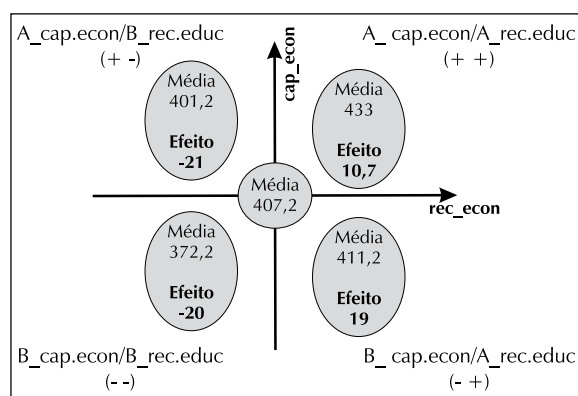 A_cap.econ/B_rec.educ
(+ -)
A_ cap.econ/A_rec.educ
(+ +)
cap_econ
Média
401,2
Efeito
-21
Média
433
Efeito
10,7
Média
407,2
rec_econ
Média
372,2
Efeito
-20
Média
411,2
Efeito
19
B_cap.econ/B_rec.educ
(- -)
B_ cap.econ/A_rec.educ
(- +)